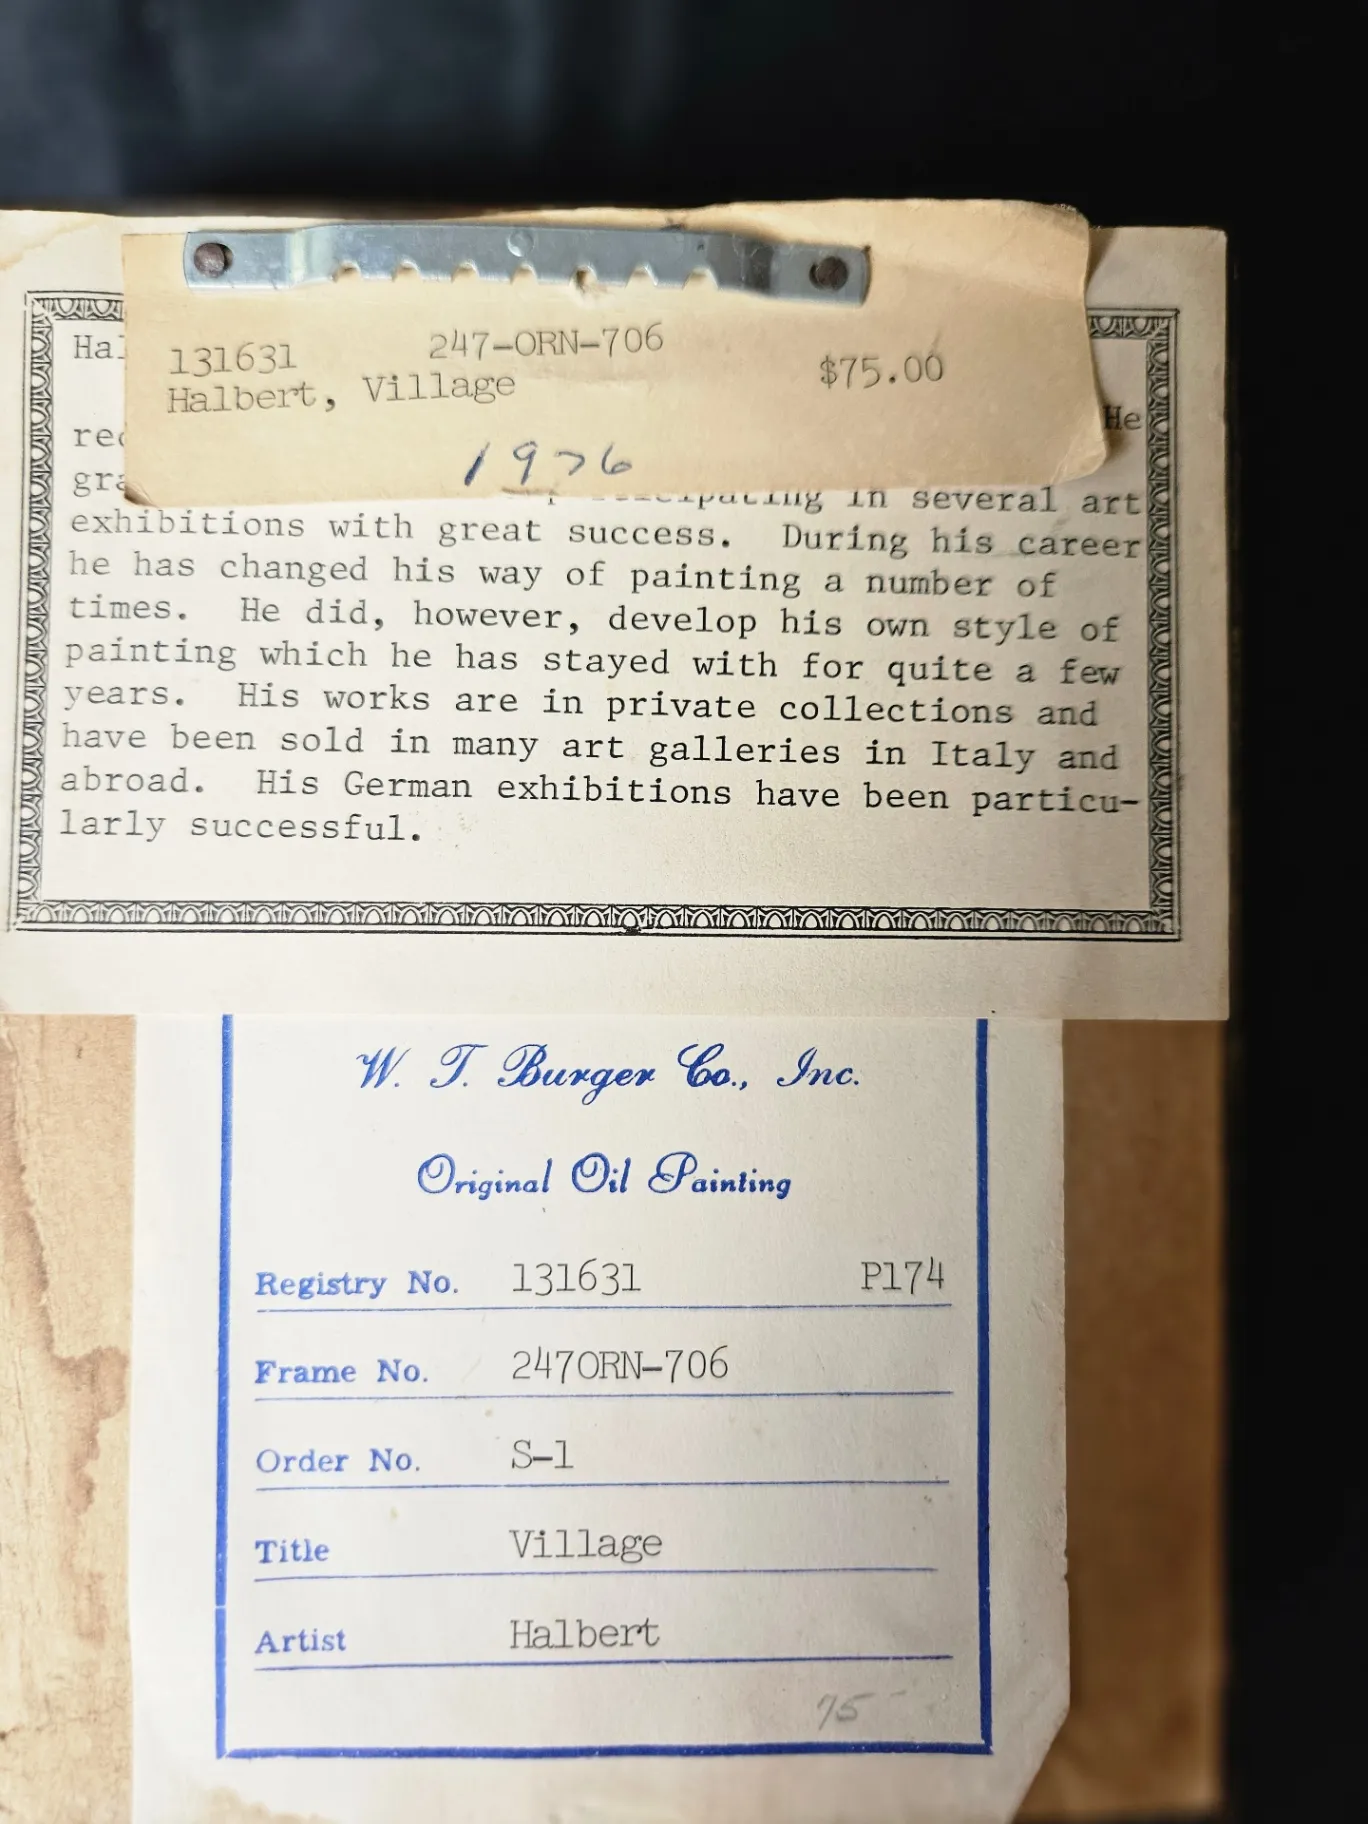 131631 247-ORN-706 $75.00
Halbert, Village
1976
He
in several art
exhibitions with great success. During his career
he has changed his way of painting a number of
times. He did, however, develop his own style of
painting which he has stayed with for quite a few
years. His works are in private collections and
have been sold in many art galleries in Italy and
abroad. His German exhibitions have been particu-
larly successful.
W. T. Burger Co., Inc.
Original Oil Painting
Registry No. 131631 P174
Frame No. 247ORN-706
Order No. S-1
Title Village
Artist Halbert
75-